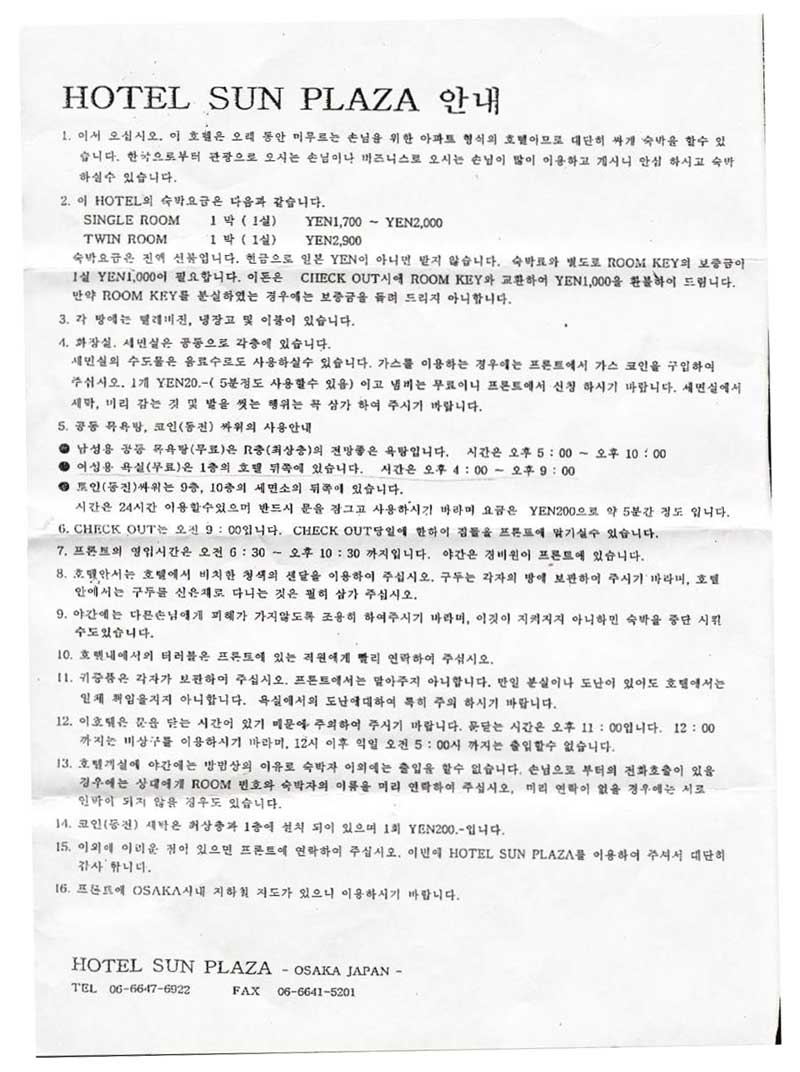 HOTEL SUN PLAZA 안내
1. 어서 오십시오. 이 호텔은 오래 동안 머무르는 손님을 위한 아파트 형식의 호텔이므로 대단히 싸게 숙박을 할수 있
습니다. 한국으로부터 관광으로 오시는 손님이나 비즈니스로 오시는 손님이 많이 이용하고 계시니 안심 하시고 숙박
하실수 있습니다.
2. 이 HOTEL의 숙박요금은 다음과 같습니다.
SINGLE ROOM 1 박 ( 1실) YEN1,700 ~ YEN2,000
TWIN ROOM 1 박 ( 1실) YEN2,900
숙박요금은 전액 선불입니다. 현금으로 일본 YEN이 아니면 받지 않습니다. 숙박료와 별도로 ROOM KEY의 보증금이
1실 YEN1,000이 필요합니다. 이돈은 CHECK OUT시에 ROOM KEY와 교환하여 YEN1,000을 환불하여 드립니다.
만약 ROOM KEY를 분실하였는 경우에는 보증금을 돌려 드리지 아니합니다.
3. 각 방에는 텔레비젼, 냉장고 및 이불이 있습니다.
4. 화장실. 세면실은 공동으로 각층에 있습니다.
세면실의 수도물은 음료수로도 사용하실수 있습니다. 가스를 이용하는 경우에는 프론트에서 가스 코인을 구입하여
주십시오. 1개 YEN20.-( 5분정도 사용할수 있음) 이고 냄비는 무료이니 프론트에서 신청 하시기 바랍니다. 세면실에서
세탁, 머리 감는 것 및 발을 씻는 행위는 꼭 삼가 하여 주시기 바랍니다.
5. 공동 목욕탕, 코인(동전) 싸워의 사용안내
● 남성용 공동 목욕탕(무료)은 R층(최상층)의 전망좋은 욕탕입니다. 시간은 오후 5 : 00 ~ 오후 10 : 00
● 여성용 욕실(무료)은 1층의 호텔 뒤쪽에 있습니다. 시간은 오후 4 : 00 ~ 오후 9 : 00
● 코인(동전)싸워는 9층, 10층의 세면소의 뒤쪽에 있습니다.
시간은 24시간 이용할수있으며 반드시 문을 잠그고 사용하시기 바라며 요금은 YEN200으로 약 5분간 정도 입니다.
6. CHECK OUT는 오전 9 : 00입니다. CHECK OUT당일에 한하여 짐들을 프론트에 맡기실수 있습니다.
7. 프론트의 영업시간은 오전 6 : 30 ~ 오후 10 : 30 까지입니다. 야간은 경비원이 프론트에 있습니다.
8. 호텔안서는 호텔에서 비치한 청색의 샌달을 이용하여 주십시오. 구두는 각자의 방에 보관하여 주시기 바라며, 호텔
안에서는 구두를 신은채로 다니는 것은 필히 삼가 주십시오.
9. 야간에는 다른손님에게 피해가 가지않도록 조용히 하여주시기 바라며, 이것이 지켜지지 아니하면 숙박을 중단 시킬
수도있습니다.
10. 호텔내에서의 터러블은 프론트에 있는 직원에게 빨리 연락하여 주십시오.
11. 귀중품은 각자가 보관하여 주십시오. 프론트에서는 맡아주지 아니합니다. 만일 분실이나 도난이 있어도 호텔에서는
일체 책임을지지 아니합니다. 욕실에서의 도난에대하여 특히 주의 하시기 바랍니다.
12. 이호텔은 문을 닫는 시간이 있기 때문에 주의하여 주시기 바랍니다. 문닫는 시간은 오후 11 : 00입니다. 12 : 00
까지는 비상구를 이용하시기 바라며, 12시 이후 익일 오전 5 : 00시 까지는 출입할수 없습니다.
13. 호텔객실에 야간에는 방범상의 이유로 숙박자 이외에는 출입을 할수 없습니다. 손님으로 부터의 전화호출이 있을
경우에는 상대에게 ROOM 번호와 숙박자의 이름을 미리 연락하여 주십시오, 미리 연락이 없을 경우에는 서로
연락이 되지 않을 경우도 있습니다.
14. 코인(동전) 세탁은 최상층과 1층에 설치 되어 있으며 1회 YEN200.-입니다.
15. 이외에 어려운 점이 있으면 프론트에 연락하여 주십시오. 이번에 HOTEL SUN PLAZA를 이용하여 주셔서 대단히
감사 합니다.
16. 프론트에 OSAKA시내 지하철 지도가 있으니 이용하시기 바랍니다.
HOTEL SUN PLAZA - OSAKA JAPAN -
TEL 06-6647-6922 FAX 06-6641-5201